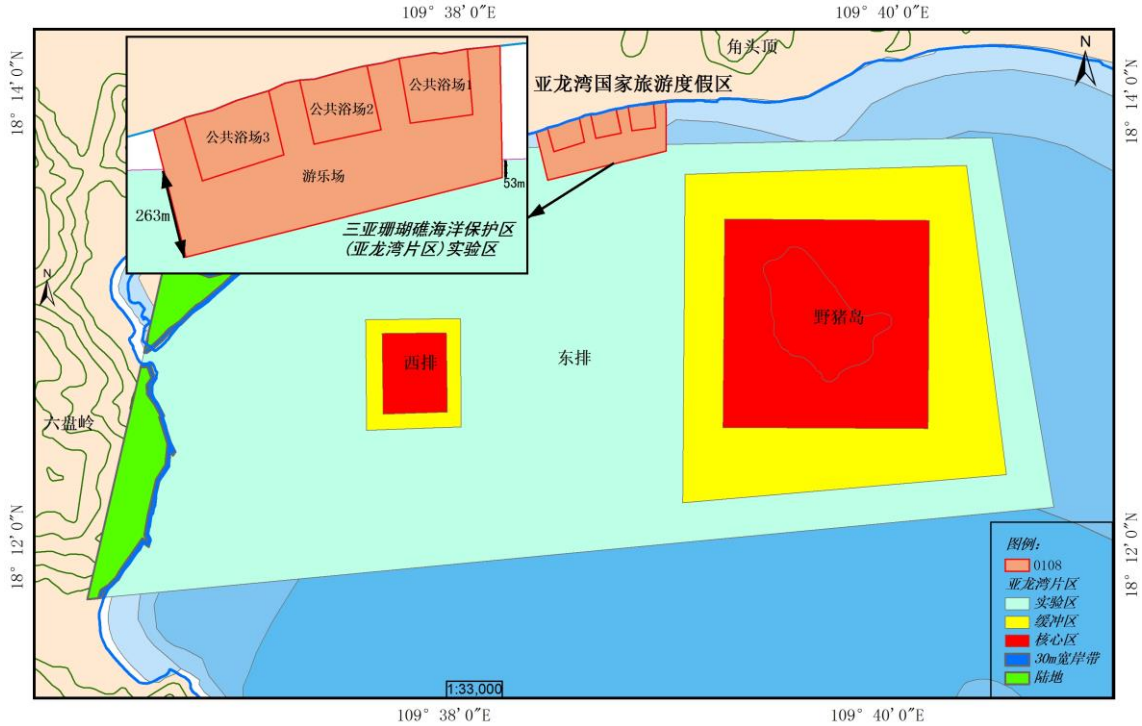 109° 38′ 0″E
109° 40′ 0″E
18° 14′ 0″N
18° 14′ 0″N
角头顶
N
亚龙湾国家旅游度假区
公共浴场1
公共浴场2
公共浴场3
游乐场
53m
263m
三亚珊瑚礁海洋保护区
(亚龙湾片区)实验区
N
野猪岛
西排
东排
六盘岭
18° 12′ 0″N
18° 12′ 0″N
图例:
0108
亚龙湾片区
实验区
缓冲区
核心区
30m宽岸带
陆地
1:33,000
109° 38′ 0″E
109° 40′ 0″E